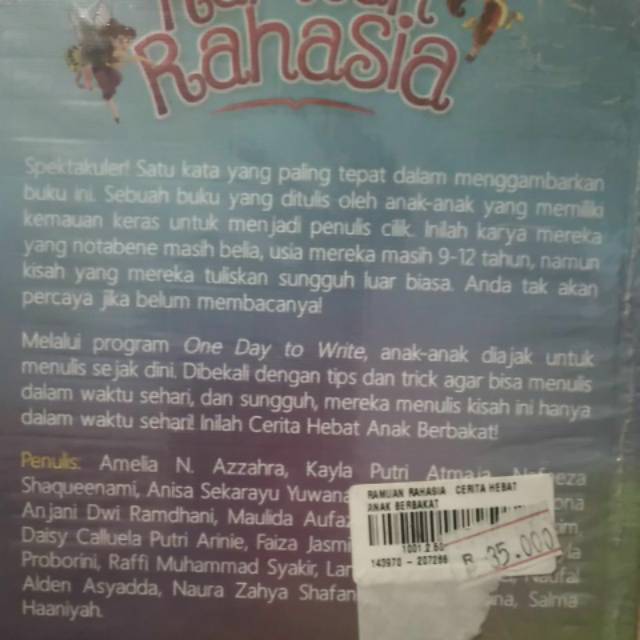 Rahasia
Spektakuler! Satu kata yang paling tepat dalam menggambarkan
buku ini. Sebuah buku yang ditulis oleh anak-anak yang memiliki
kemauan keras untuk menjadi penulis cilik. Inilah karya mereka
yang notabene masih belia, usia mereka masih 9-12 tahun, namun
kisah yang mereka tuliskan sungguh luar biasa. Anda tak akan
percaya jika belum membacanya!
Melalui program One Day to Write, anak-anak diajak untuk
menulis sejak dini. Dibekali dengan tips dan trick agar bisa menulis
dalam waktu sehari, dan sungguh, mereka menulis kisah ini hanya
dalam waktu sehari! Inilah Cerita Hebat Anak Berbakat!
Penulis: Amelia N. Azzahra, Kayla Putri Atmaja,
Shaqueenami, Anisa Sekarayu
Anjani Dwi Ramdhani, Maulida
Daisy Calluela Putri Arinie, Faiza
Proborini, Raffi Muhammad Syakir,
Alden Asyadda, Naura Zahya Salma
Haaniyah.
RAMUAN RAHASIA : CERITA HEBAT
ANAK BERBAKAT
35.000